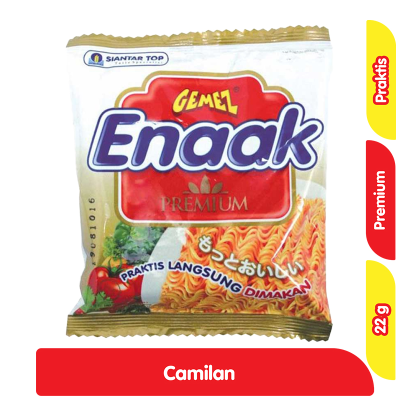 SIANTAR TOP
GEMEZ
Enaak
PREMIUM
もっとおいしい
PRAKTIS LANGSUNG DIMAKAN
Praktis
Premium
22 g
Camilan